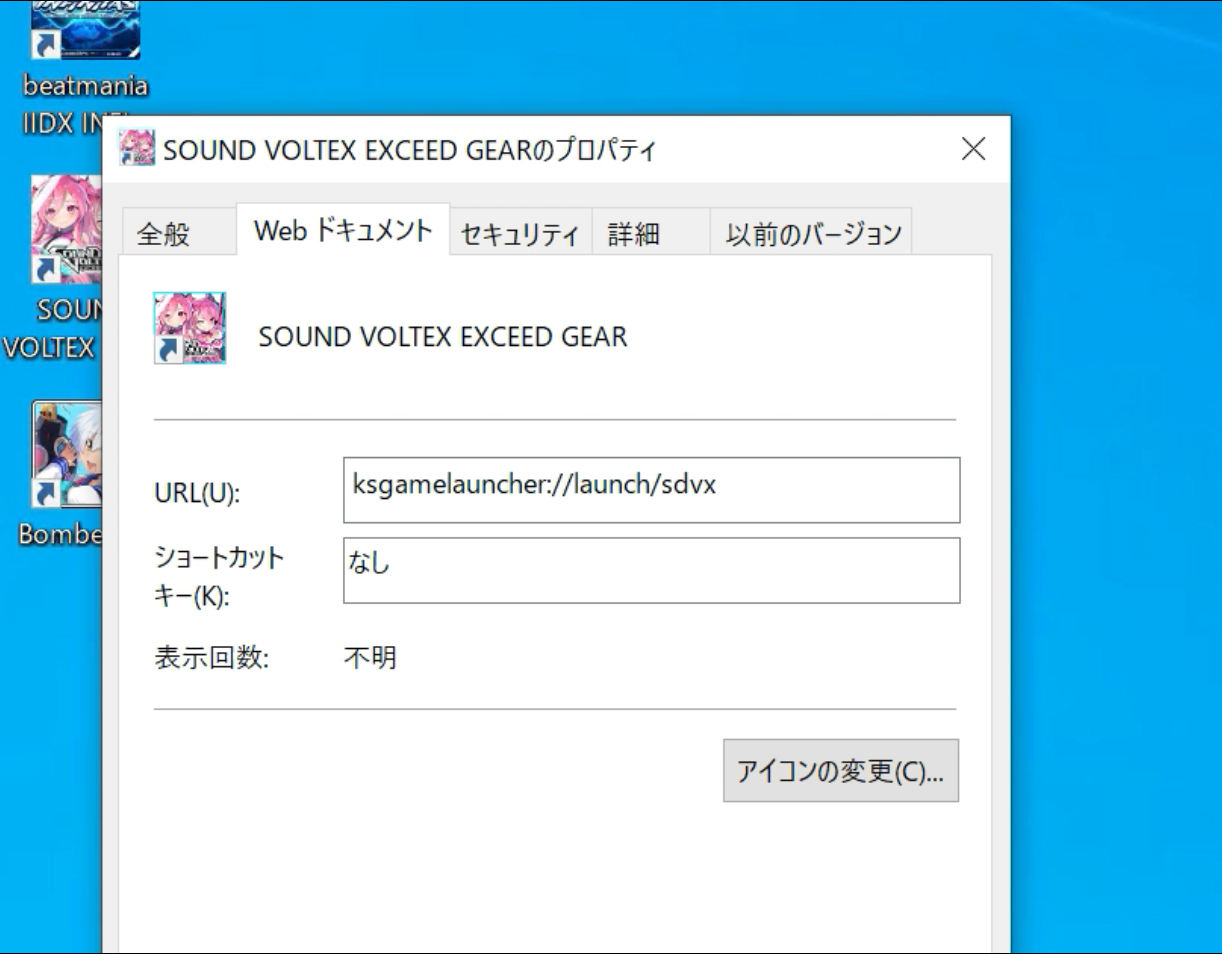 beatmania
IIDX IN
SOUND VOLTEX EXCEED GEARのプロパティ
全般
Web ドキュメント
セキュリティ
詳細
以前のバージョン
SOUND VOLTEX EXCEED GEAR
SOUN
VOLTEX
URL(U):
ksgamelauncher://launch/sdvx
Bombe
ショートカット
キー(K):
なし
表示回数:
不明
アイコンの変更(C)...